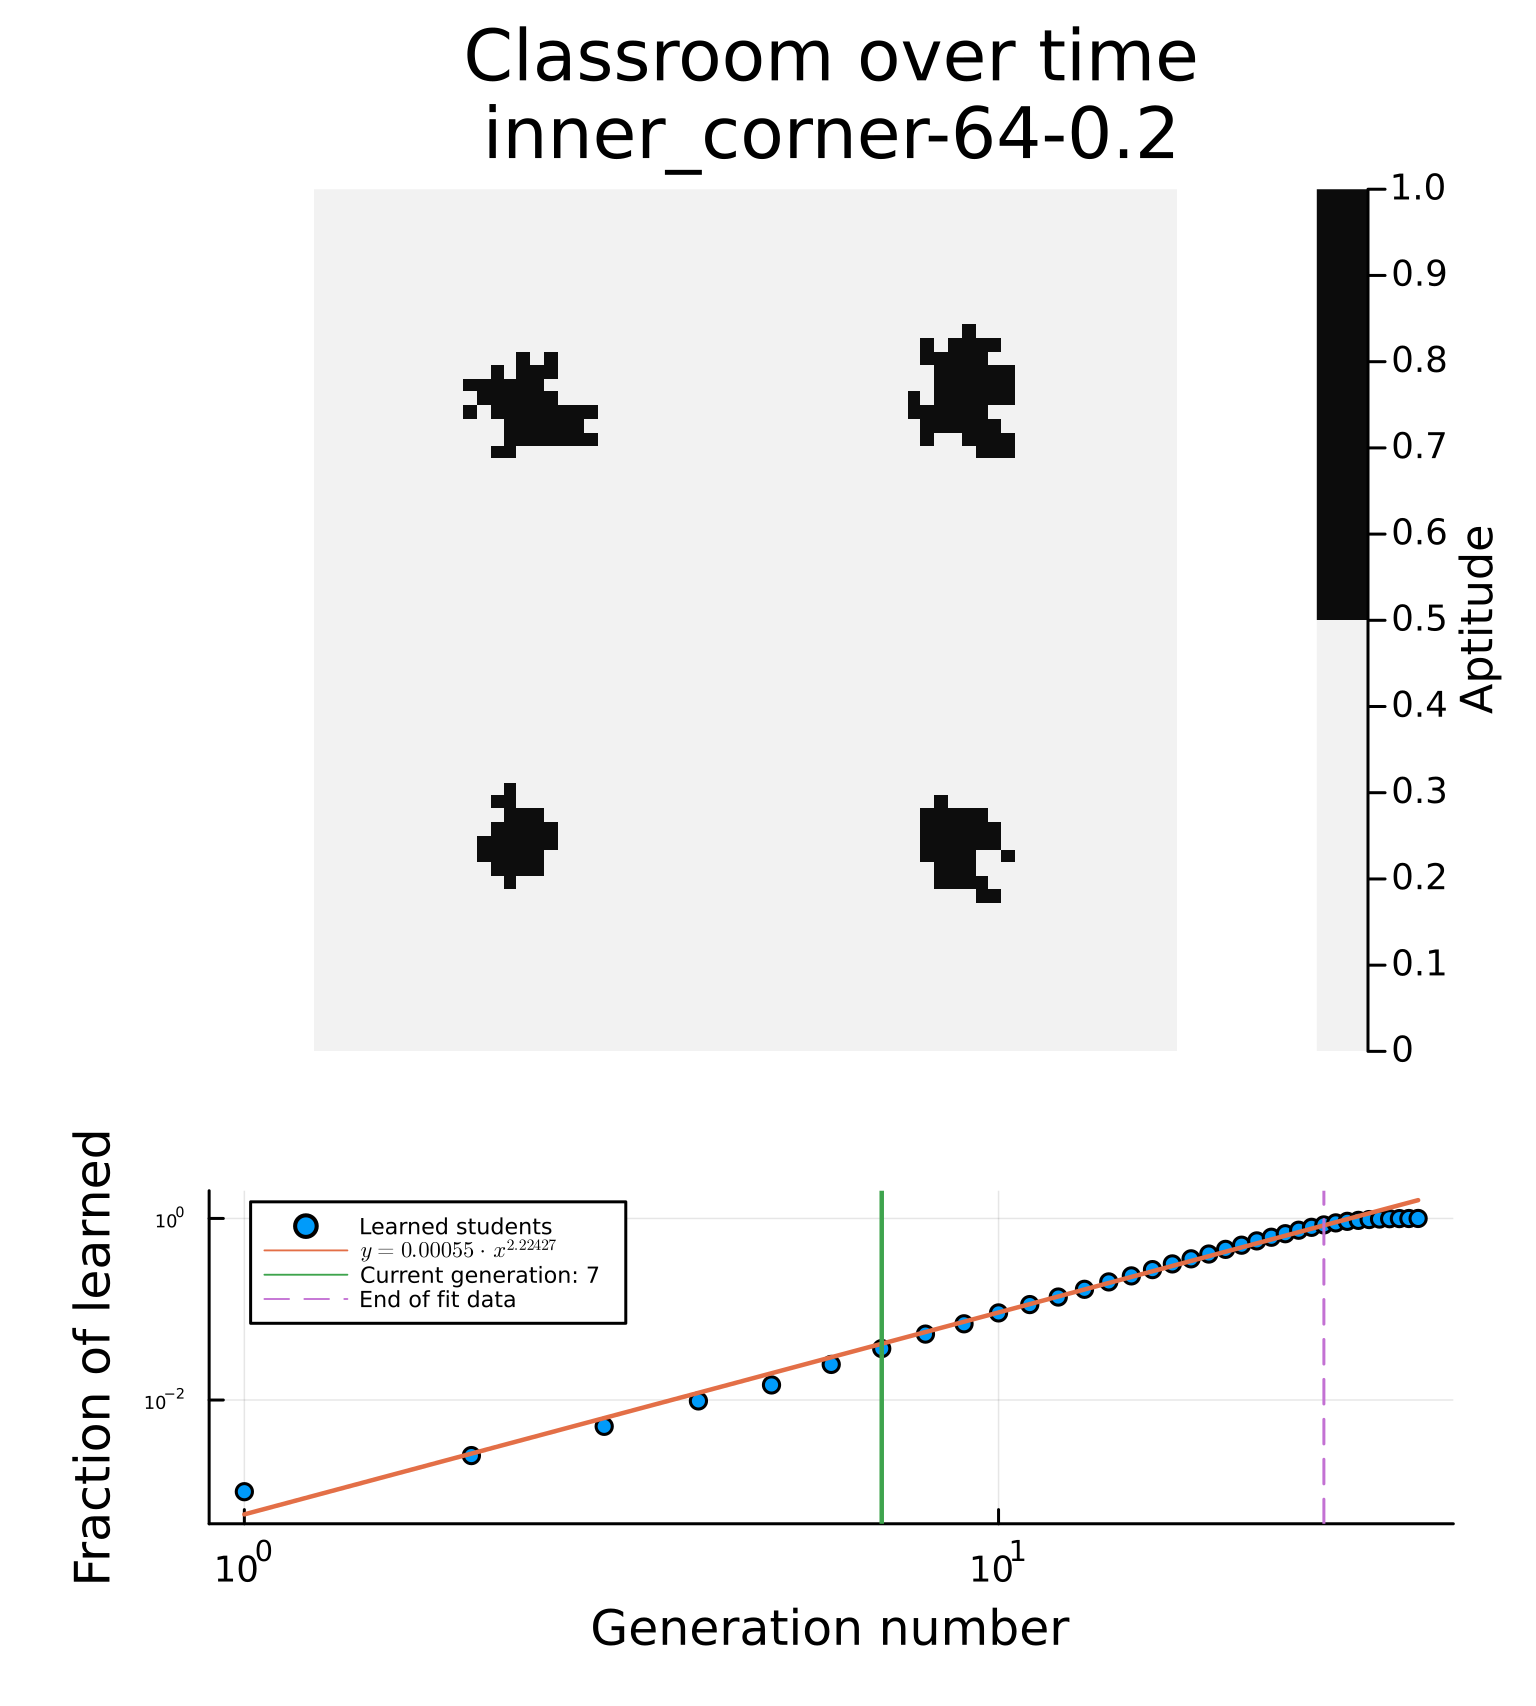 Classroom over time
inner_corner-64-0.2
1.0
0.9
0.8
0.7
0.6
0.5
0.4
0.3
0.2
0.1
0
Aptitude
Fraction of learned
10⁰
10⁻²
Learned students
y = 0.00055 · x^2.22427
Current generation: 7
End of fit data
10⁰
10¹
Generation number